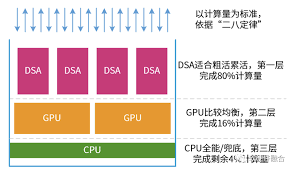 以计算量为标准，
依据“二八定律”
DSA DSA DSA DSA
DSA适合粗活累活，第一层
完成80%计算量
GPU GPU
GPU比较均衡，第二层
完成16%计算量
CPU
CPU全能/兜底，第三层
完成剩余4%计算量